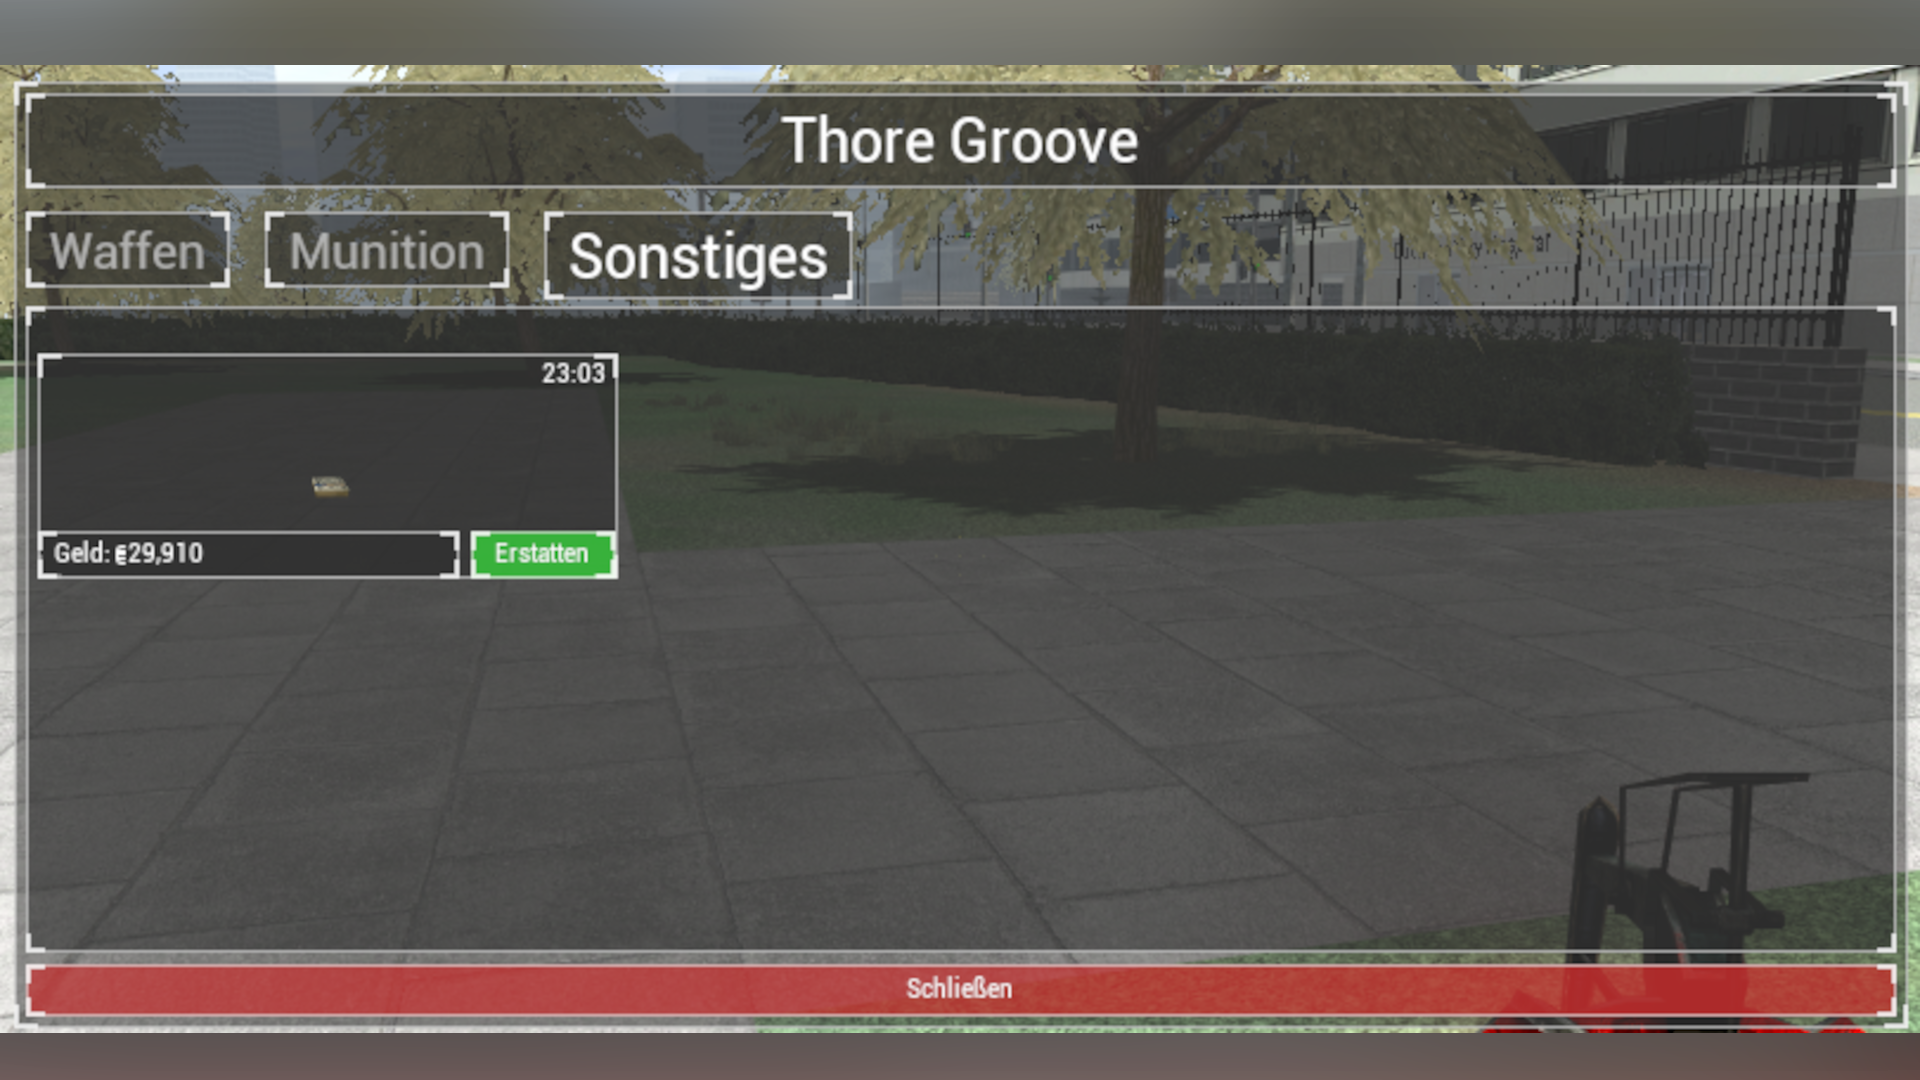 Thore Groove
Waffen
Munition
Sonstiges
23:03
Geld: €29,910
Erstatten
Schließen